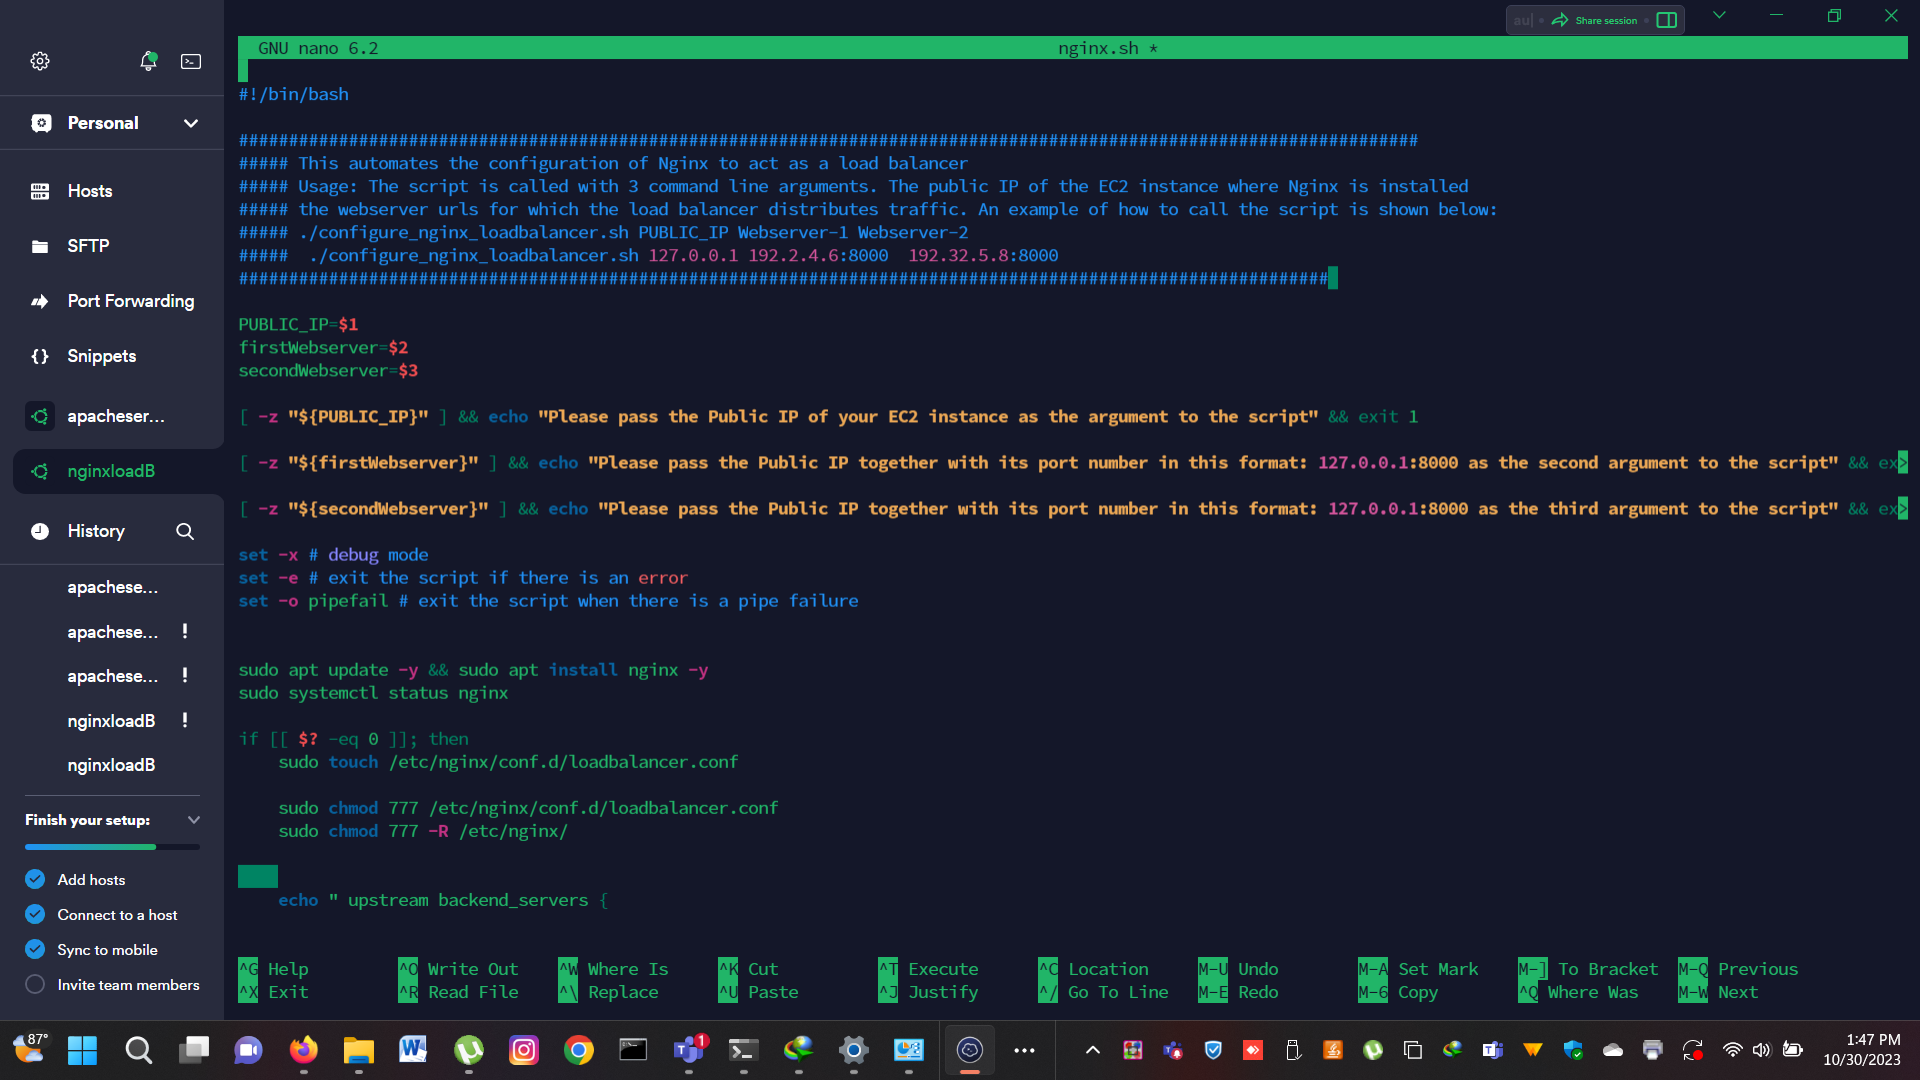 au| Share session
GNU nano 6.2 nginx.sh *
#!/bin/bash
######################################################################################################################
##### This automates the configuration of Nginx to act as a load balancer
##### Usage: The script is called with 3 command line arguments. The public IP of the EC2 instance where Nginx is installed
##### the webserver urls for which the load balancer distributes traffic. An example of how to call the script is shown below:
##### ./configure_nginx_loadbalancer.sh PUBLIC_IP Webserver-1 Webserver-2
#####  ./configure_nginx_loadbalancer.sh 127.0.0.1 192.2.4.6:8000  192.32.5.8:8000
#############################################################################################################
PUBLIC_IP=$1
firstWebserver=$2
secondWebserver=$3
[ -z "${PUBLIC_IP}" ] && echo "Please pass the Public IP of your EC2 instance as the argument to the script" && exit 1
[ -z "${firstWebserver}" ] && echo "Please pass the Public IP together with its port number in this format: 127.0.0.1:8000 as the second argument to the script" && ex>
[ -z "${secondWebserver}" ] && echo "Please pass the Public IP together with its port number in this format: 127.0.0.1:8000 as the third argument to the script" && ex>
set -x # debug mode
set -e # exit the script if there is an error
set -o pipefail # exit the script when there is a pipe failure
sudo apt update -y && sudo apt install nginx -y
sudo systemctl status nginx
if [[ $? -eq 0 ]]; then
    sudo touch /etc/nginx/conf.d/loadbalancer.conf
    sudo chmod 777 /etc/nginx/conf.d/loadbalancer.conf
    sudo chmod 777 -R /etc/nginx/
    echo " upstream backend_servers {
^G Help ^O Write Out ^W Where Is ^K Cut ^T Execute ^C Location M-U Undo M-A Set Mark M-] To Bracket M-Q Previous
^X Exit ^R Read File ^\ Replace ^U Paste ^J Justify ^/ Go To Line M-E Redo M-6 Copy ^Q Where Was M-W Next
Personal
Hosts
SFTP
Port Forwarding
{} Snippets
apacheser...
nginxloadB
History
apachese...
apachese... !
apachese... !
nginxloadB !
nginxloadB
Finish your setup:
Add hosts
Connect to a host
Sync to mobile
Invite team members
87°
1
1:47 PM
10/30/2023